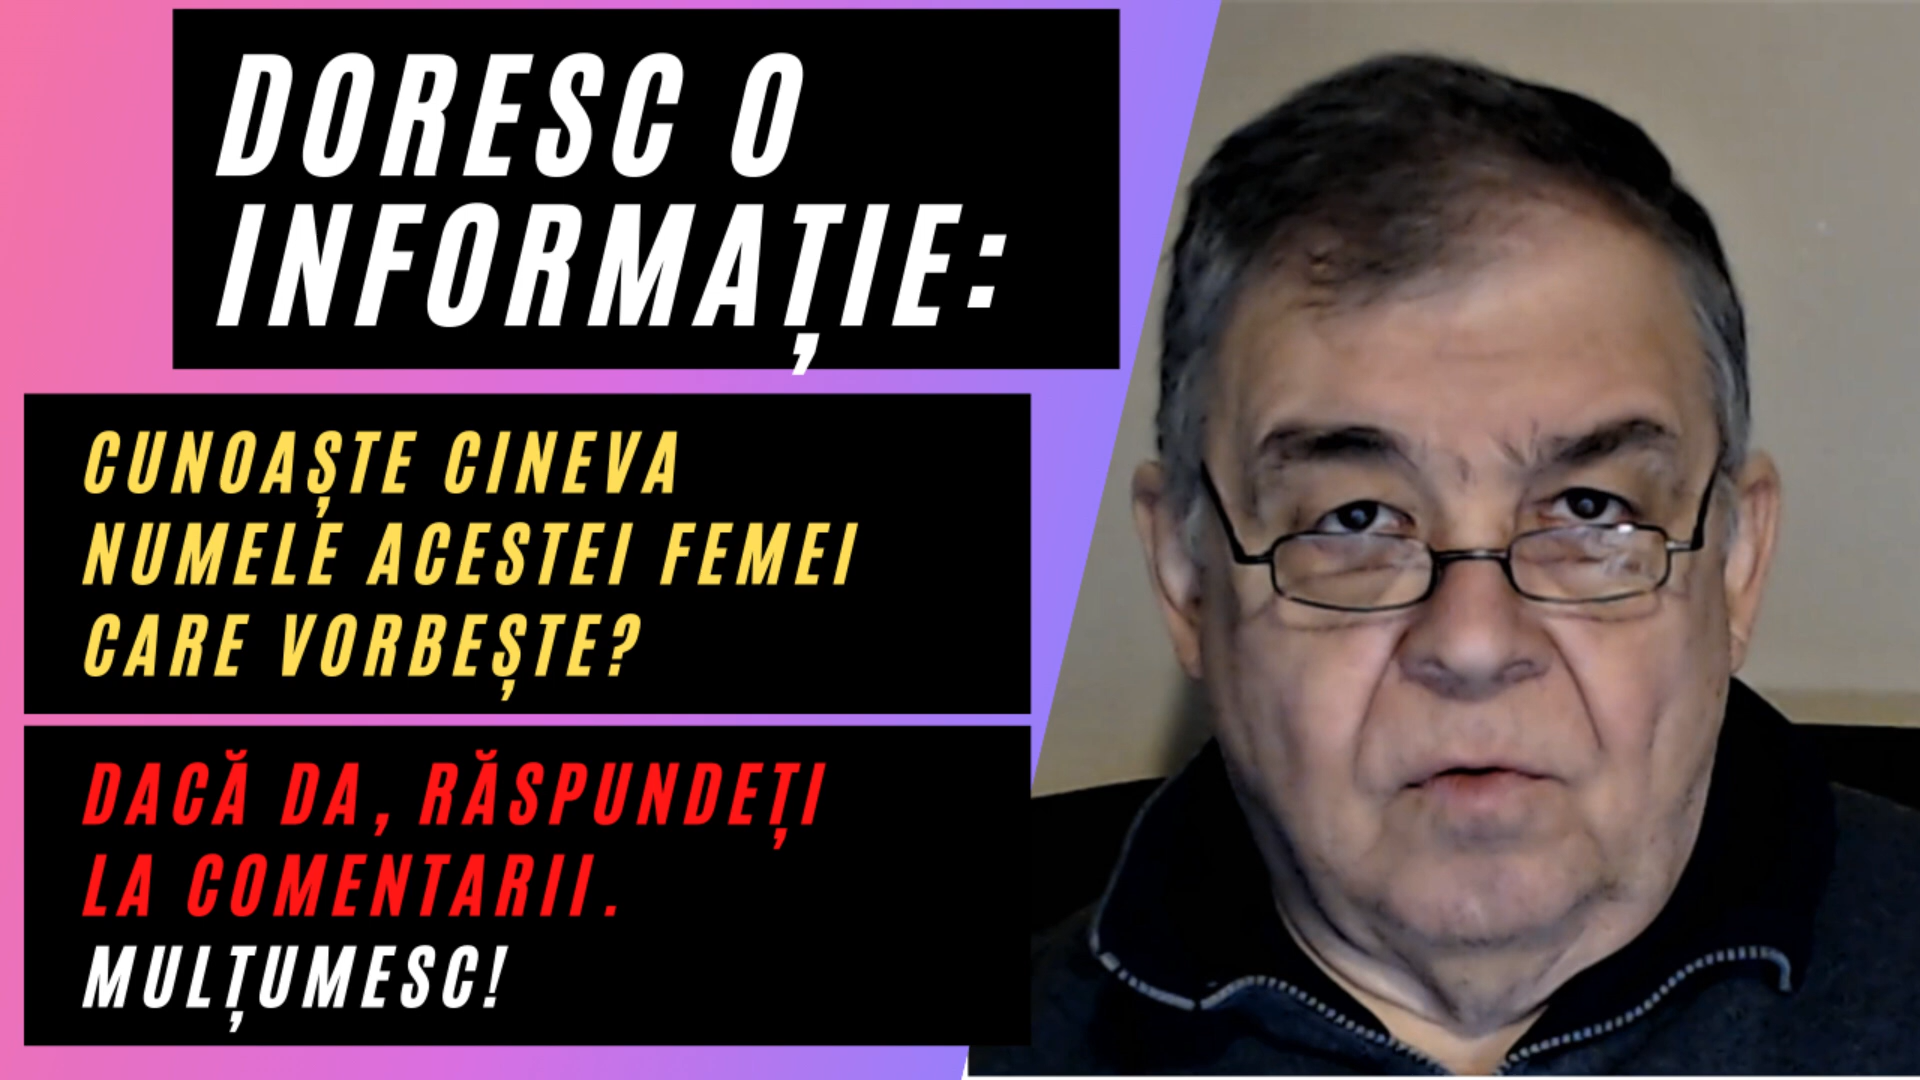 DORESC O
INFORMAȚIE:
CUNOAȘTE CINEVA
NUMELE ACESTEI FEMEI
CARE VORBEȘTE?
DACĂ DA, RĂSPUNDEȚI
LA COMENTARII.
MULȚUMESC!